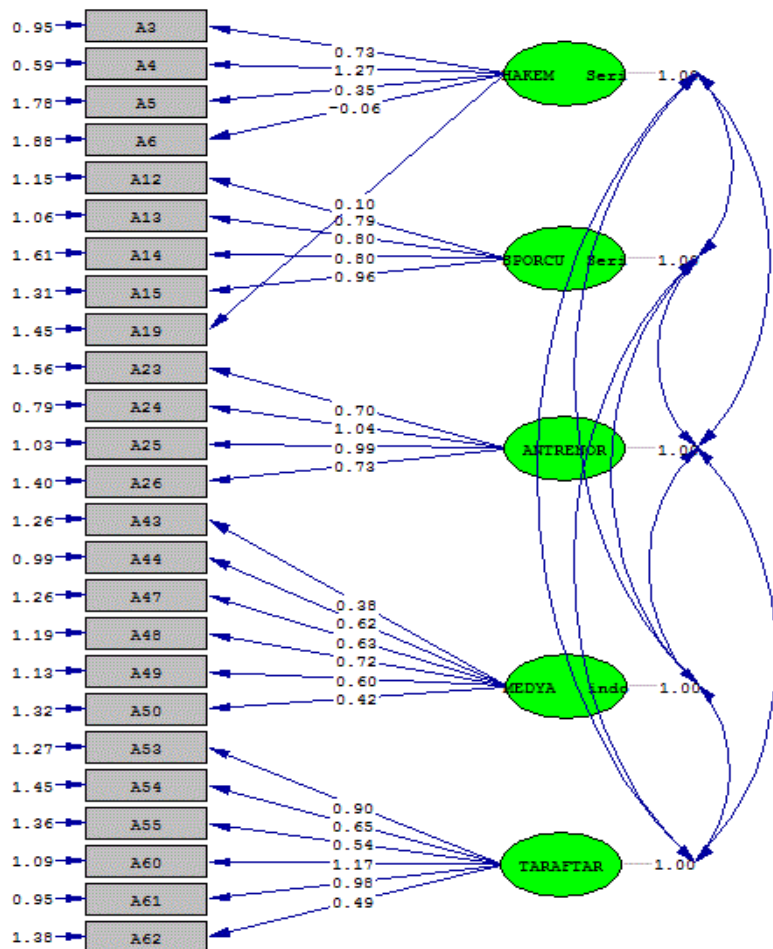 0.95 A3
0.73
0.59 A4 HAKEM Seri 1.00
1.27
1.78 A5
0.35
-0.06
1.88 A6
1.15 A12
0.10
1.06 A13
0.79
0.80
1.61 A14 SPORCU Seri 1.00
0.80
0.96
1.31 A15
1.45 A19
1.56 A23
0.70
0.79 A24
1.04
1.03 A25 ANTRENOR 1.00
0.99
0.73
1.40 A26
1.26 A43
0.99 A44
0.38
1.26 A47
0.62
0.63
1.19 A48
0.72
1.13 A49
0.60
MEDYA indo 1.00
0.42
1.32 A50
1.27 A53
1.45 A54
0.90
1.36 A55
0.65
0.54
1.09 A60
1.17
TARAFTAR 1.00
0.98
0.95 A61
0.49
1.38 A62